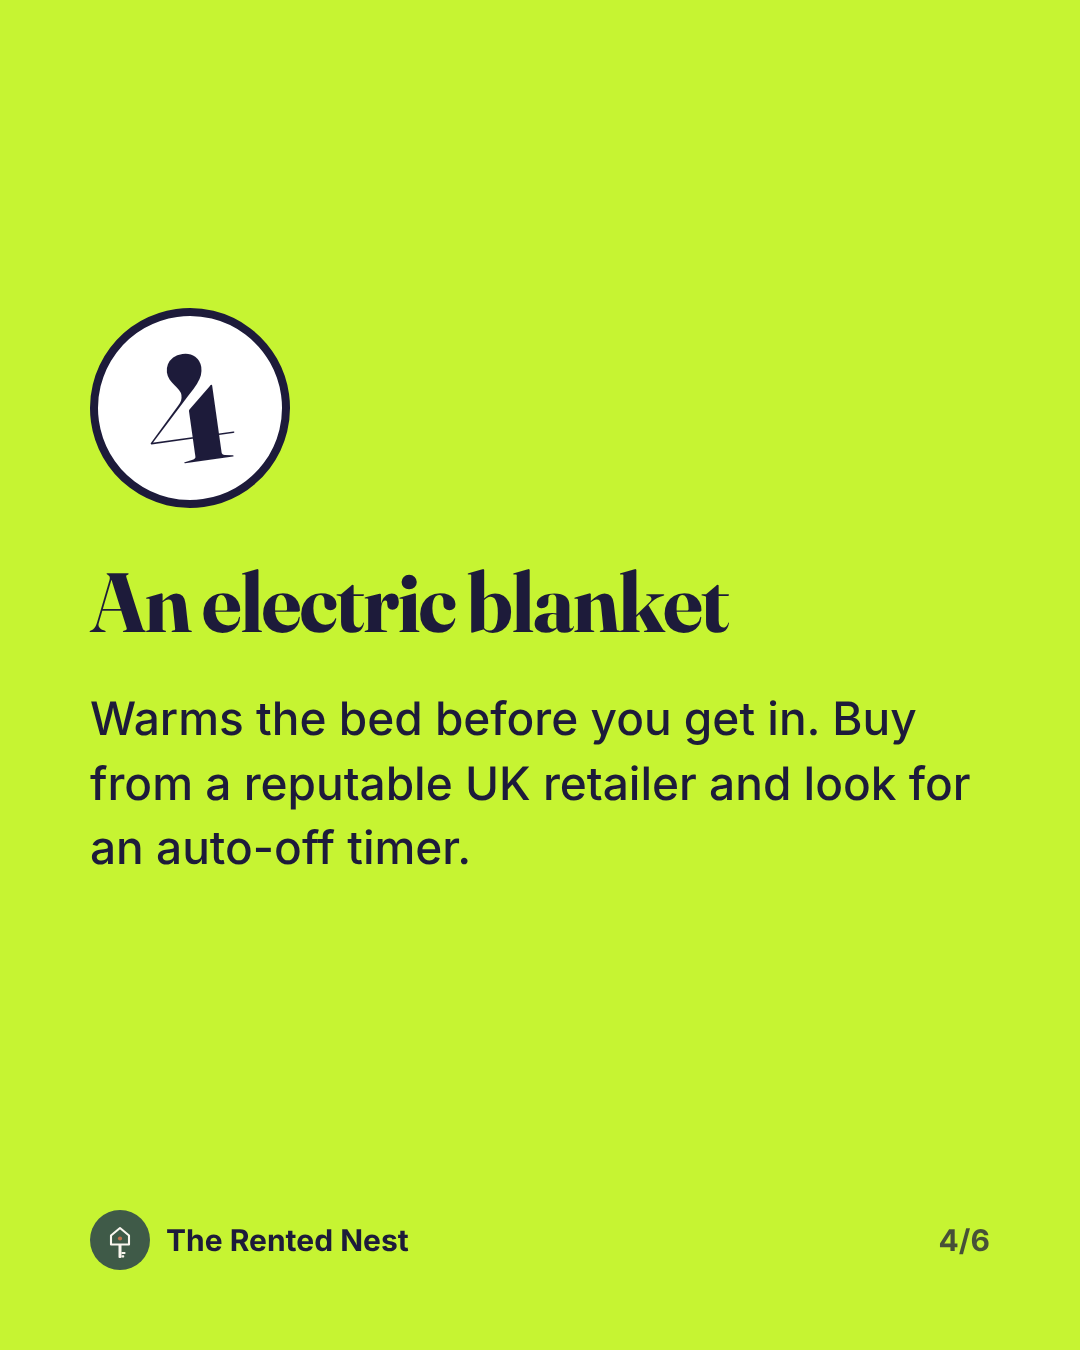 4
An electric blanket
Warms the bed before you get in. Buy
from a reputable UK retailer and look for
an auto-off timer.
The Rented Nest
4/6